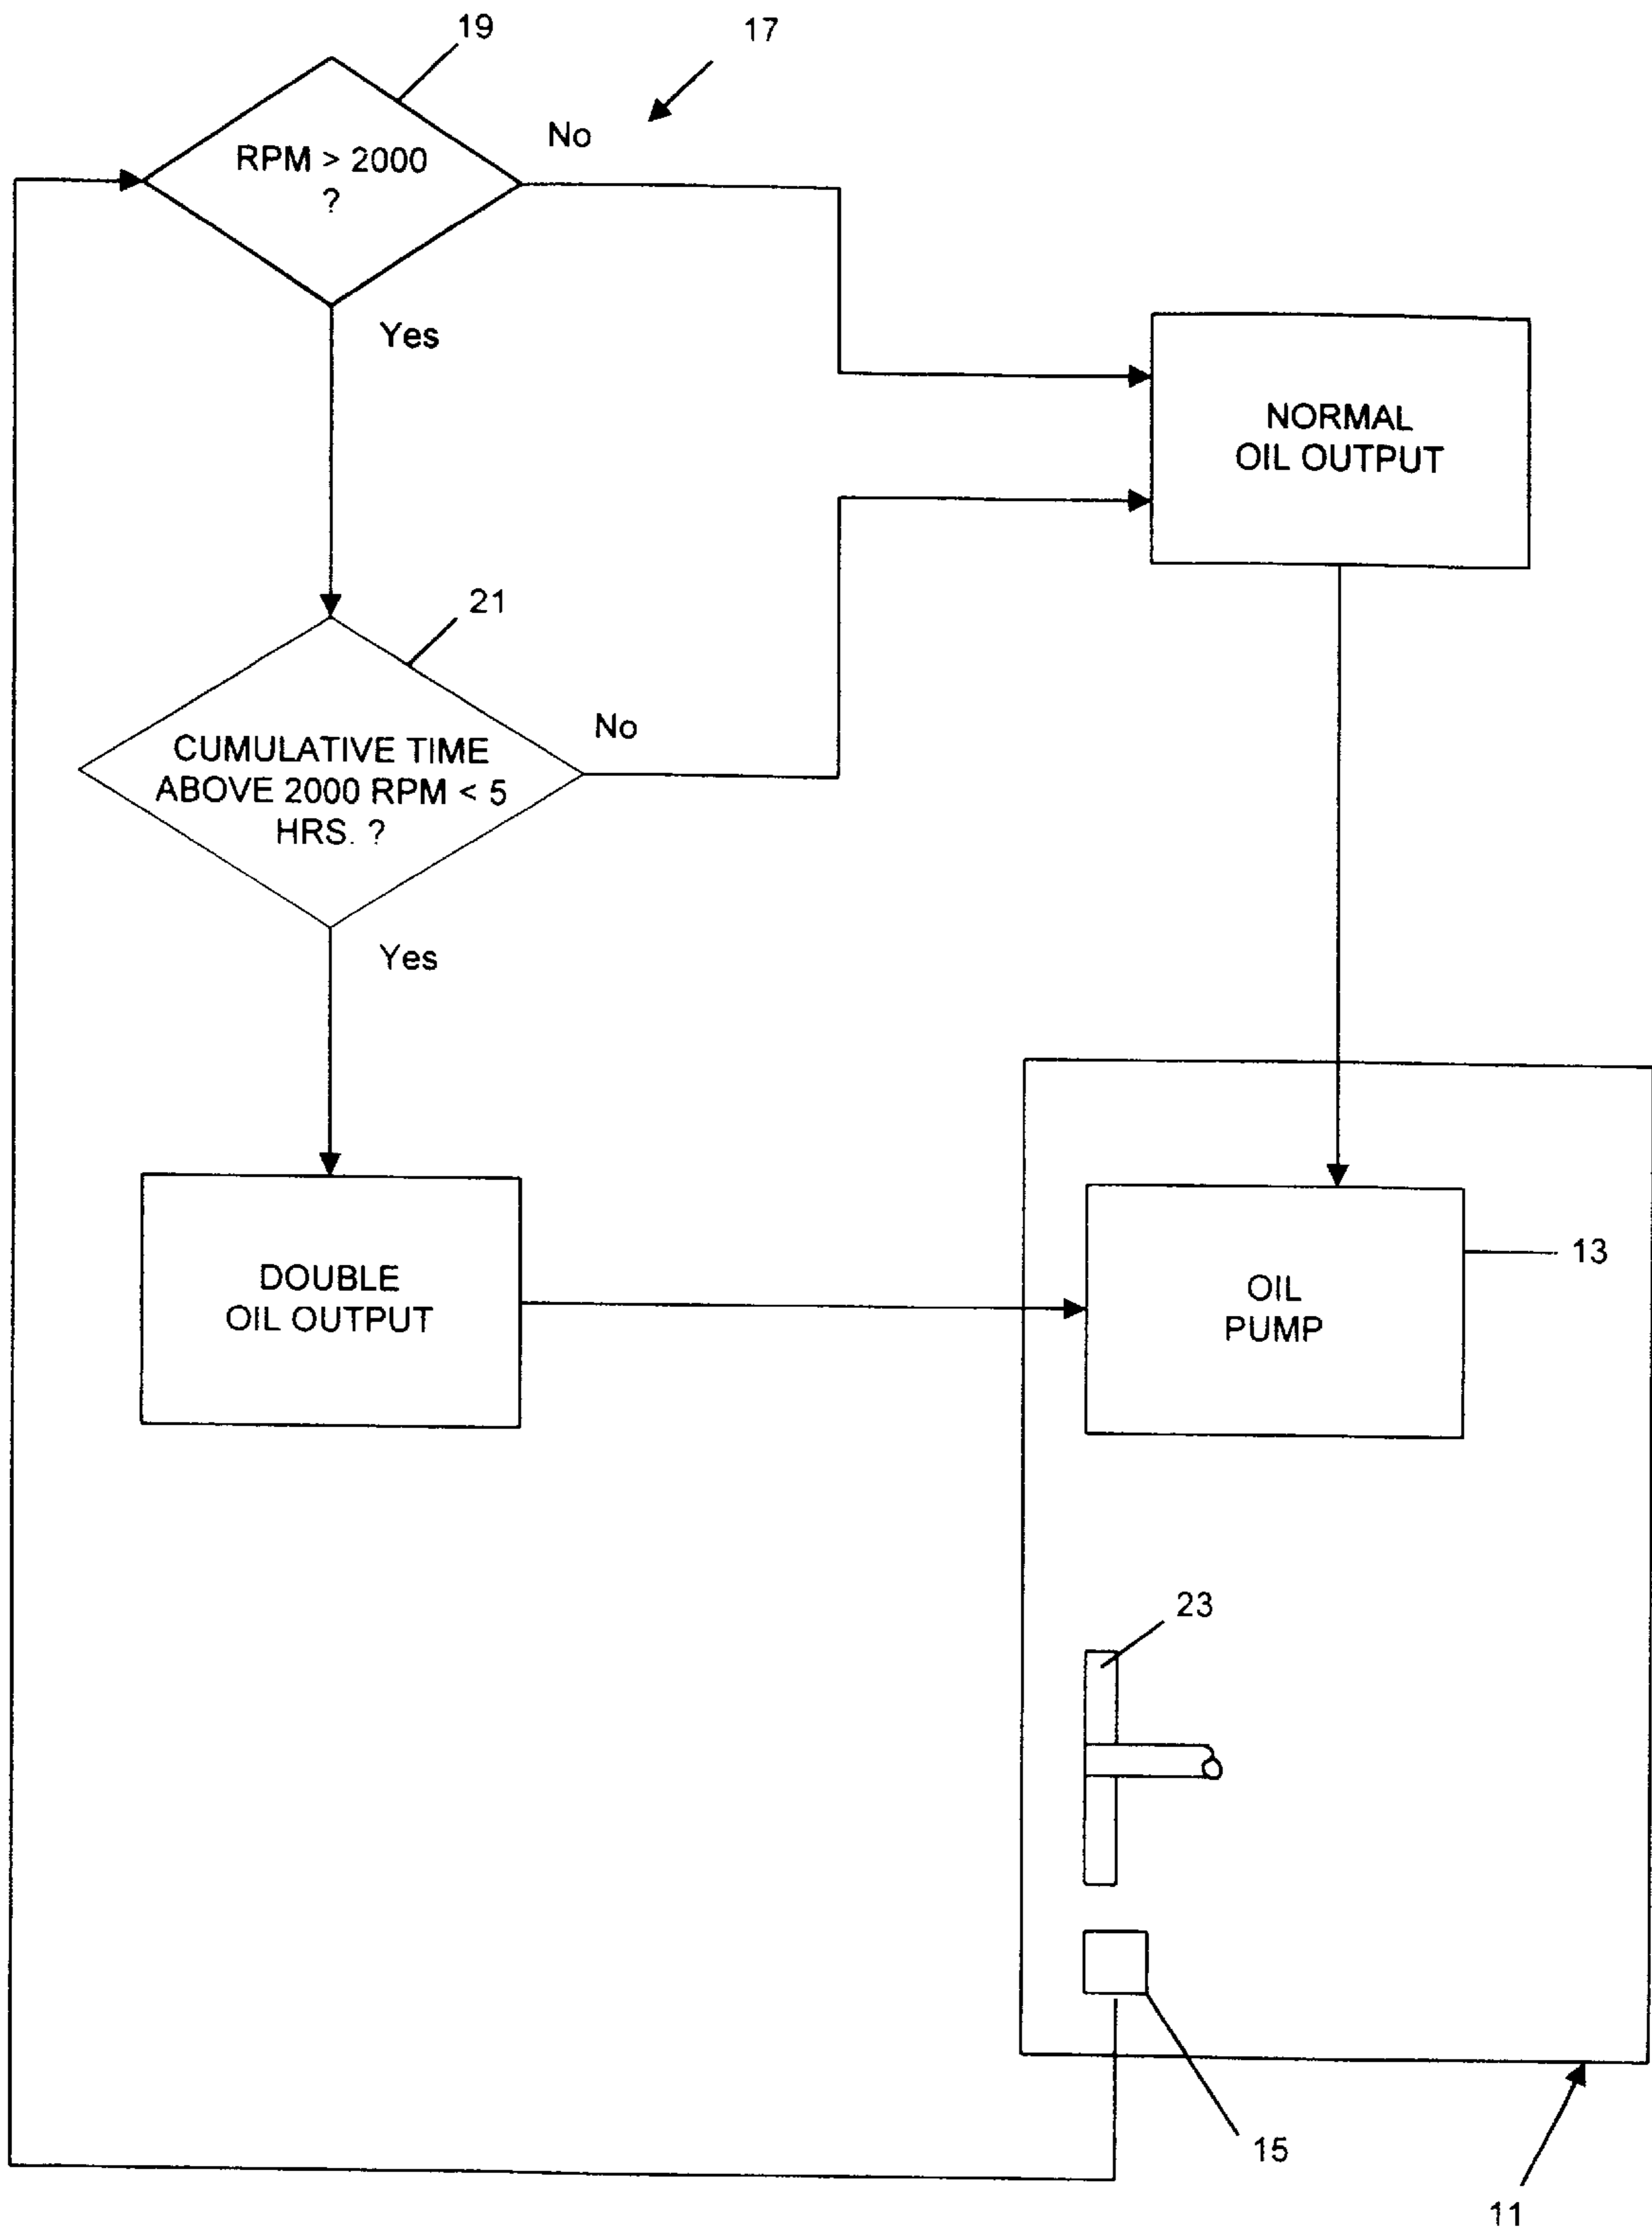 19
17
No
RPM > 2000
?
Yes
NORMAL
OIL OUTPUT
21
No
CUMULATIVE TIME
ABOVE 2000 RPM < 5
HRS. ?
Yes
DOUBLE
OIL OUTPUT
OIL
PUMP
13
23
15
11